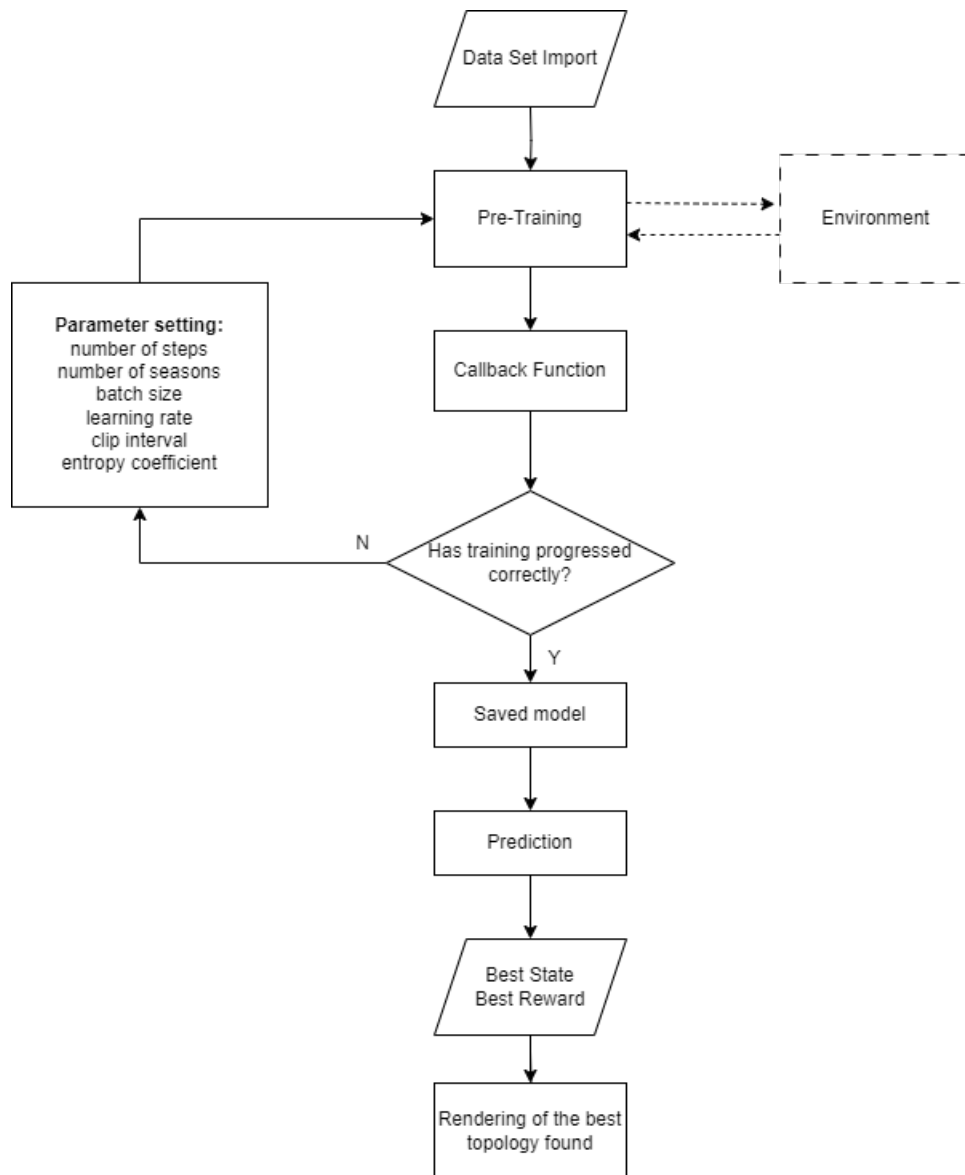 Data Set Import
Pre-Training
Environment
Parameter setting:
number of steps
number of seasons
batch size
learning rate
clip interval
entropy coefficient
Callback Function
N
Has training progressed
correctly?
Y
Saved model
Prediction
Best State
Best Reward
Rendering of the best
topology found